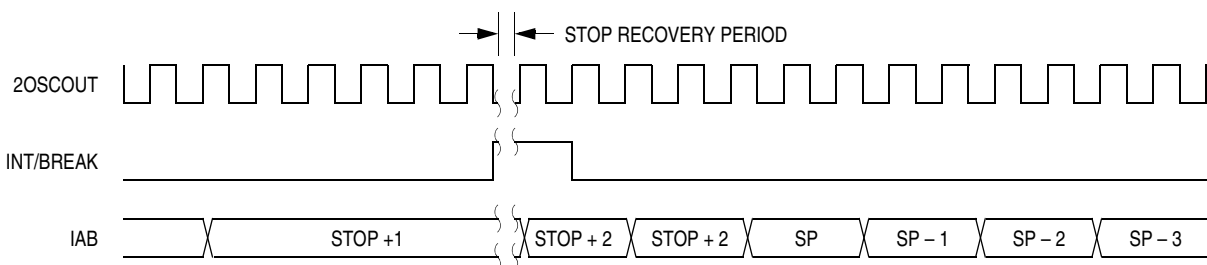 STOP RECOVERY PERIOD
2OSCOUT
INT/BREAK
IAB
STOP +1
STOP + 2
STOP + 2
SP
SP – 1
SP – 2
SP – 3